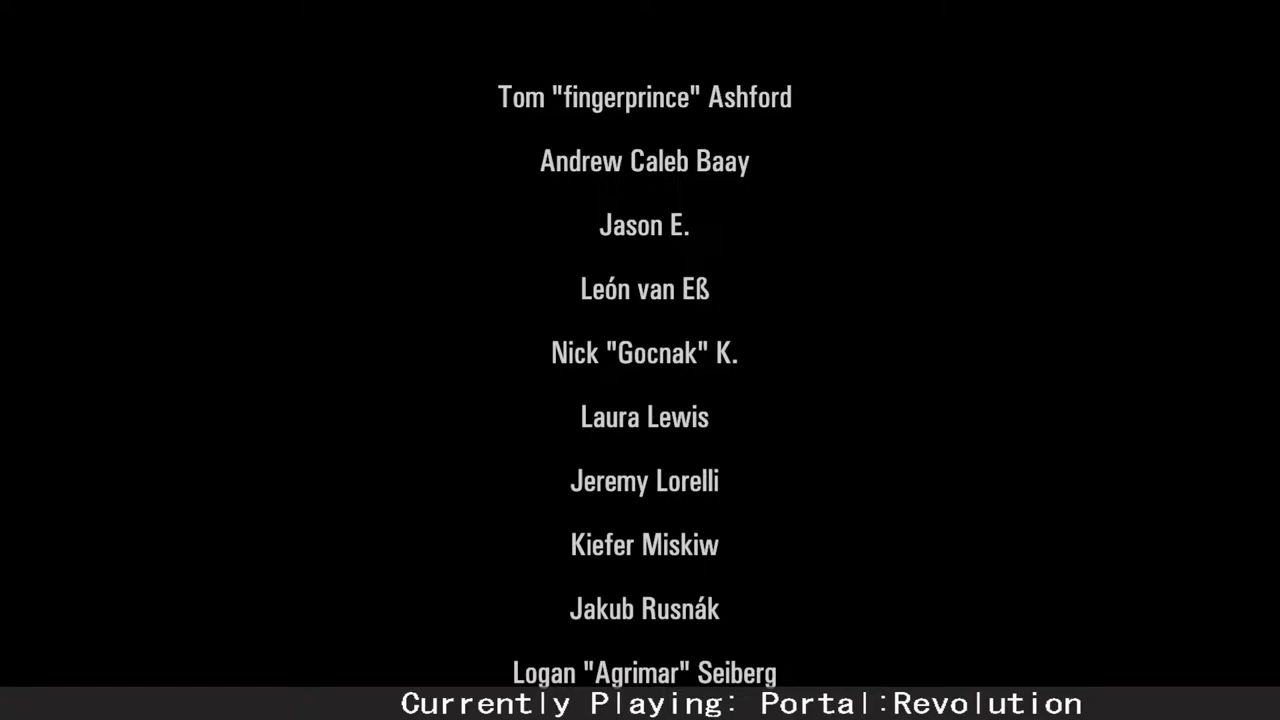 Tom "fingerprince" Ashford
Andrew Caleb Baay
Jason E.
León van Eß
Nick "Gocnak" K.
Laura Lewis
Jeremy Lorelli
Kiefer Miskiw
Jakub Rusnák
Logan "Agrimar" Seiberg
Currently Playing: Portal:Revolution